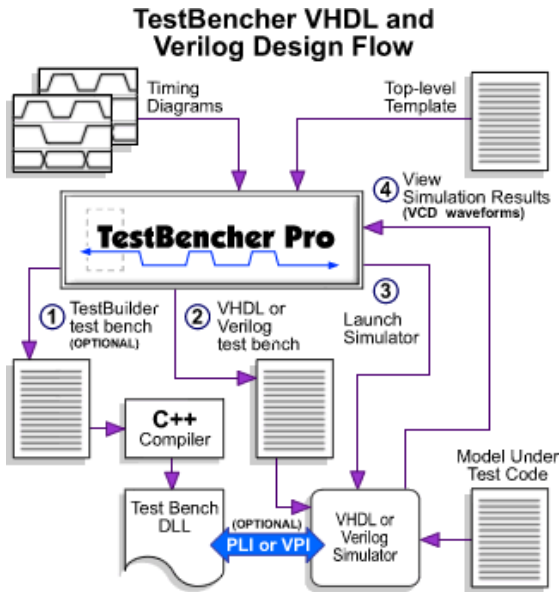 TestBencher VHDL and
Verilog Design Flow
Timing
Diagrams
Top-level
Template
4 View
Simulation Results
(VCD waveforms)
TestBencher Pro
1 TestBuilder
test bench
(OPTIONAL)
2 VHDL or
Verilog
test bench
3
Launch
Simulator
C++
Compiler
Model Under
Test Code
Test Bench
DLL
(OPTIONAL)
PLI or VPI
VHDL or
Verilog
Simulator